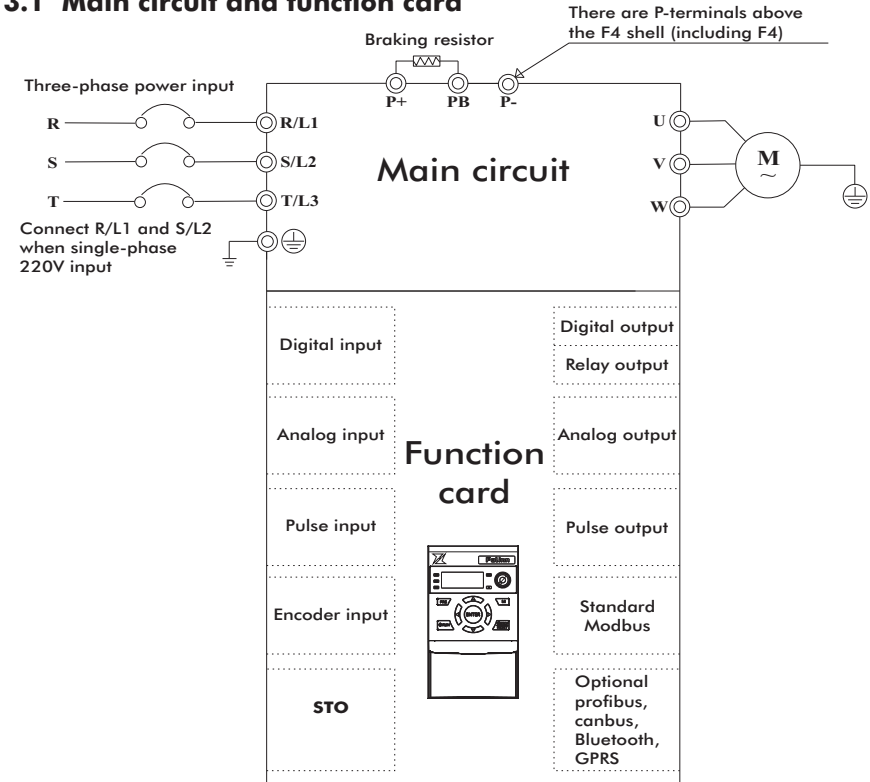 3.1 Main circuit and function card
There are P-terminals above
the F4 shell (including F4)
Braking resistor
P+
PB
P-
Three-phase power input
R
R/L1
S
S/L2
T
T/L3
Connect R/L1 and S/L2
when single-phase
220V input
Main circuit
U
V
W
M
~
Digital input
Digital output
Relay output
Analog input
Analog output
Function
card
Pulse input
Pulse output
ENTER
Encoder input
Standard
Modbus
STO
Optional
profibus,
canbus,
Bluetooth,
GPRS